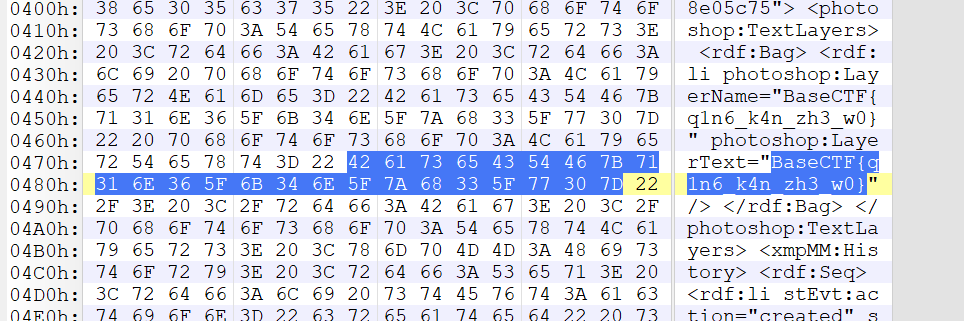 0400h: 38 65 30 35 63 37 35 22 3E 20 3C 70 68 6F 74 6F 8e05c75"> <photo
0410h: 73 68 6F 70 3A 54 65 78 74 4C 61 79 65 72 73 3E shop:TextLayers>
0420h: 20 3C 72 64 66 3A 42 61 67 3E 20 3C 72 64 66 3A  <rdf:Bag> <rdf:
0430h: 6C 69 20 70 68 6F 74 6F 73 68 6F 70 3A 4C 61 79 li photoshop:Lay
0440h: 65 72 4E 61 6D 65 3D 22 42 61 73 65 43 54 46 7B erName="BaseCTF{
0450h: 71 31 6E 36 5F 6B 34 6E 5F 7A 68 33 5F 77 30 7D q1n6_k4n_zh3_w0}
0460h: 22 20 70 68 6F 74 6F 73 68 6F 70 3A 4C 61 79 65 " photoshop:Laye
0470h: 72 54 65 78 74 3D 22 42 61 73 65 43 54 46 7B 71 rText="BaseCTF{q
0480h: 31 6E 36 5F 6B 34 6E 5F 7A 68 33 5F 77 30 7D 22 1n6_k4n_zh3_w0}"
0490h: 2F 3E 20 3C 2F 72 64 66 3A 42 61 67 3E 20 3C 2F /> </rdf:Bag> </
04A0h: 70 68 6F 74 6F 73 68 6F 70 3A 54 65 78 74 4C 61 photoshop:TextLa
04B0h: 79 65 72 73 3E 20 3C 78 6D 70 4D 4D 3A 48 69 73 yers> <xmpMM:His
04C0h: 74 6F 72 79 3E 20 3C 72 64 66 3A 53 65 71 3E 20 tory> <rdf:Seq>
04D0h: 3C 72 64 66 3A 6C 69 20 73 74 45 76 74 3A 61 63 <rdf:li stEvt:ac
04E0h: 74 69 6F 6E 3D 22 63 72 65 61 74 65 64 22 20 73 tion="created" s